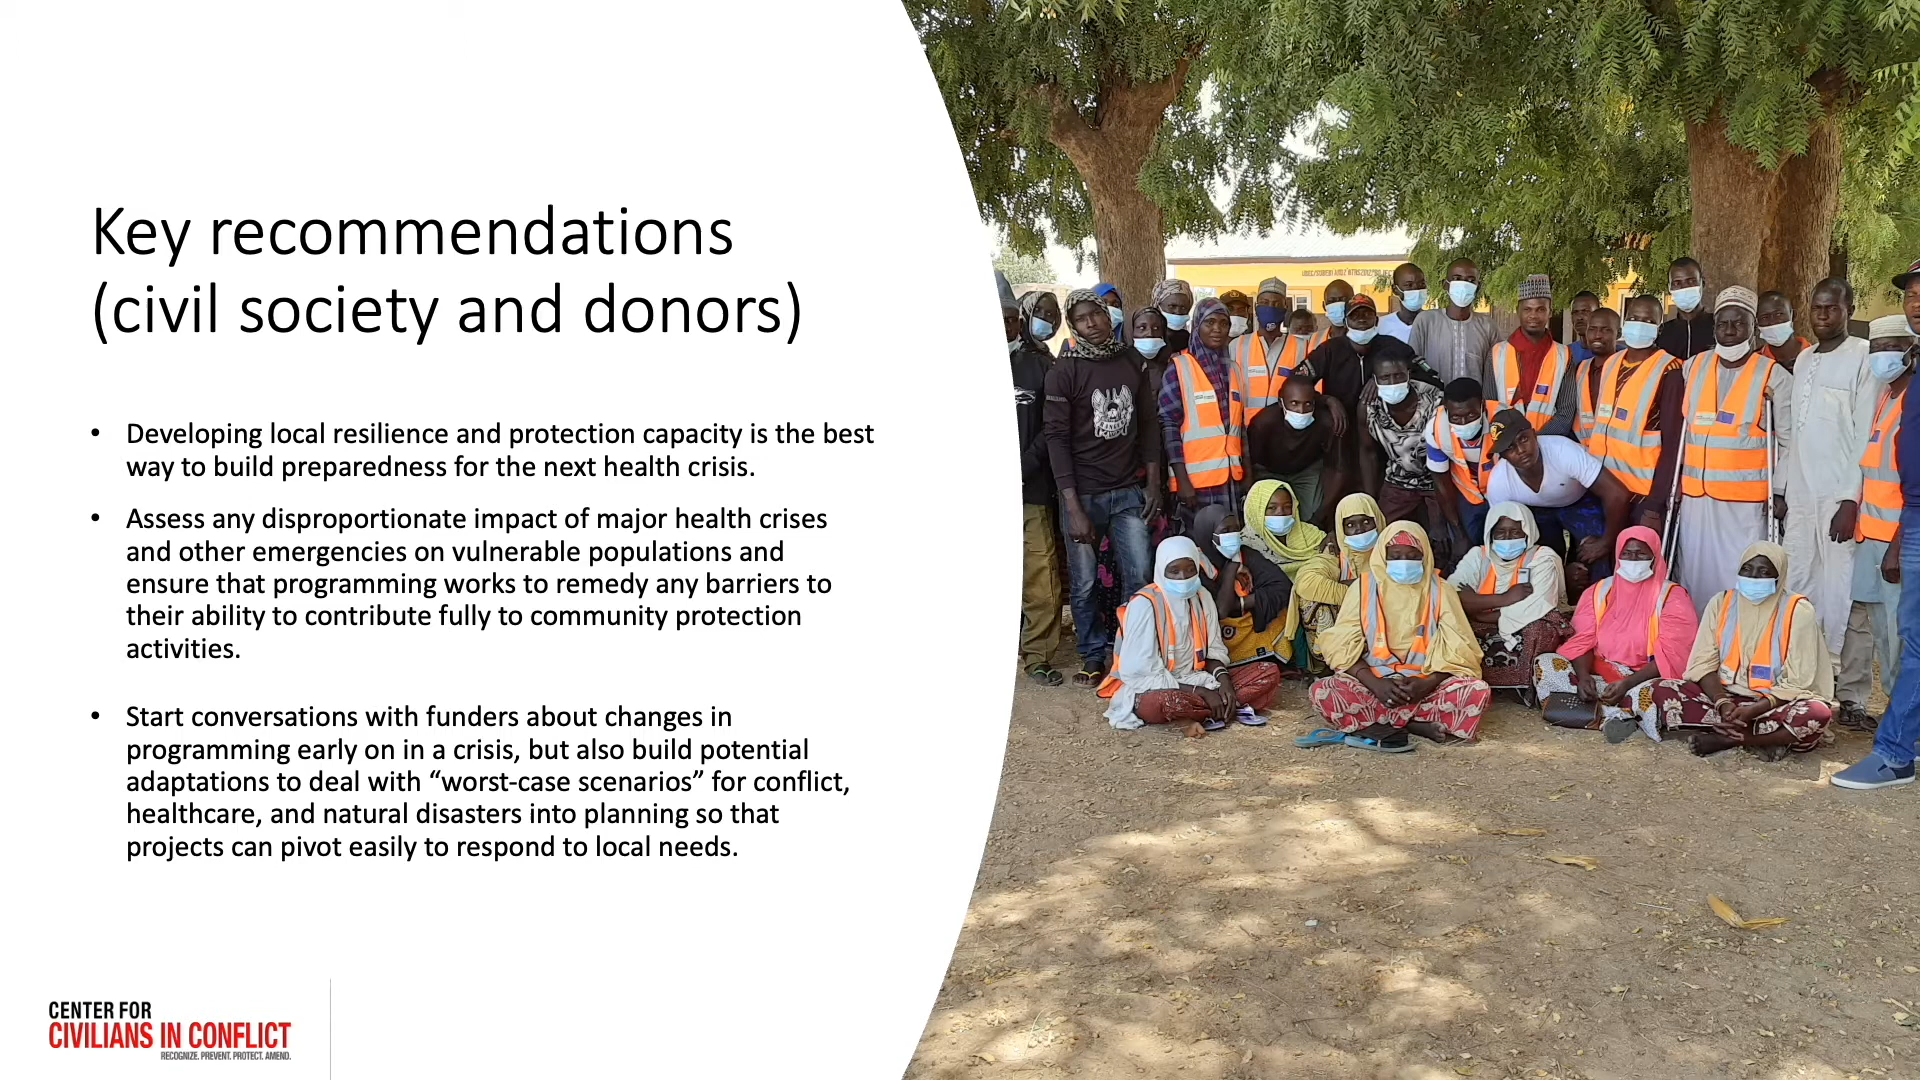 Key recommendations
(civil society and donors)
• Developing local resilience and protection capacity is the best
way to build preparedness for the next health crisis.
• Assess any disproportionate impact of major health crises
and other emergencies on vulnerable populations and
ensure that programming works to remedy any barriers to
their ability to contribute fully to community protection
activities.
• Start conversations with funders about changes in
programming early on in a crisis, but also build potential
adaptations to deal with “worst-case scenarios” for conflict,
healthcare, and natural disasters into planning so that
projects can pivot easily to respond to local needs.
CENTER FOR
CIVILIANS IN CONFLICT
RECOGNIZE. PREVENT. PROTECT. AMEND.